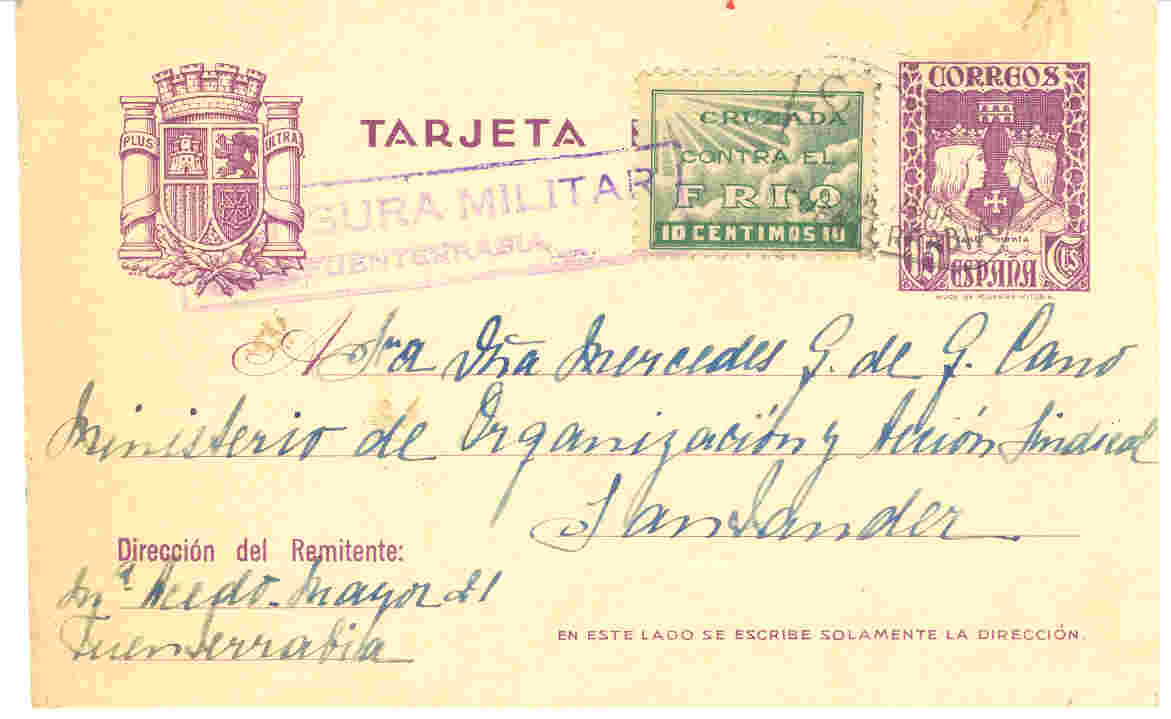 PLUS ULTRA
TARJETA
CRUZADA
CONTRA EL
FRIO
10 CENTIMOS 10
CORREOS
15 ESPAÑA Cts
SURA MILITAR
FUENTERRABIA
A Sra Dña Mercedes G. de G. Cano
Ministerio de Organización y Acción Sindical
Santander
Dirección del Remitente:
Mª Acedo-Mayor 21
Fuenterrabia
EN ESTE LADO SE ESCRIBE SOLAMENTE LA DIRECCIÓN.